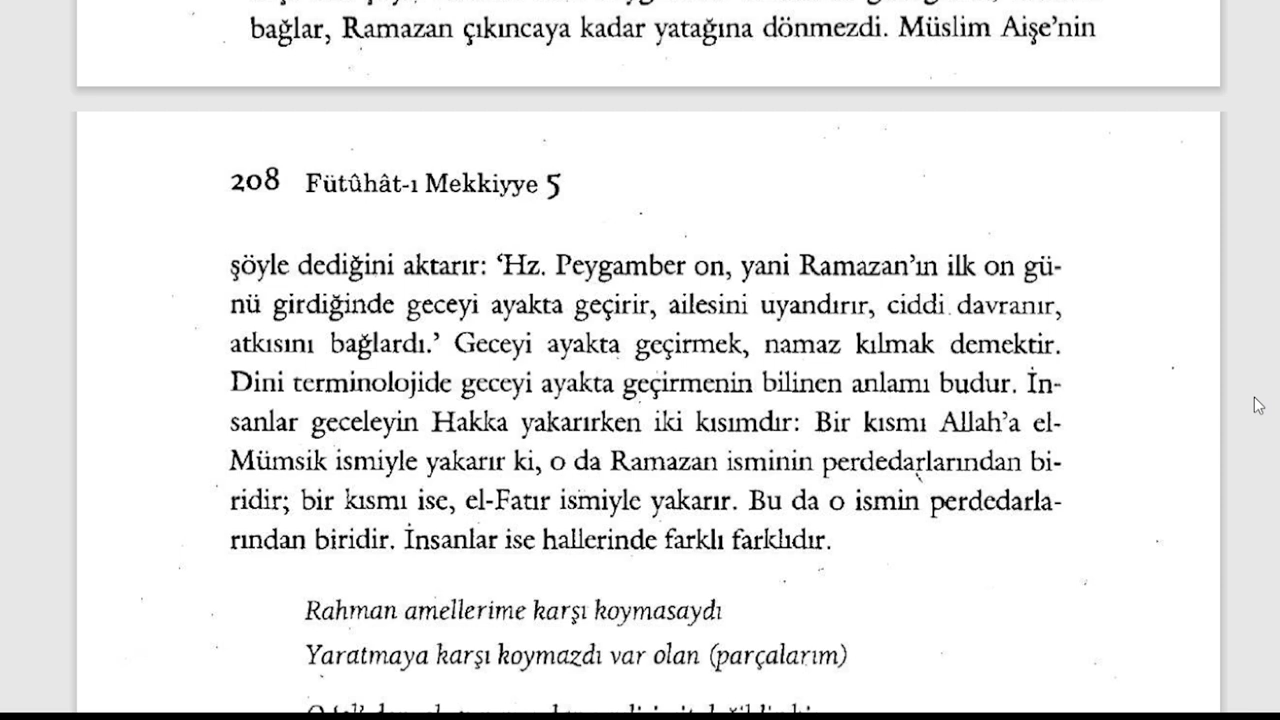 bağlar, Ramazan çıkıncaya kadar yatağına dönmezdi. Müslim Aişe’nin
208 Fütûhât-ı Mekkiyye 5
şöyle dediğini aktarır: ‘Hz. Peygamber on, yani Ramazan’ın ilk on gü-
nü girdiğinde geceyi ayakta geçirir, ailesini uyandırır, ciddi davranır,
atkısını bağlardı.’ Geceyi ayakta geçirmek, namaz kılmak demektir.
Dini terminolojide geceyi ayakta geçirmenin bilinen anlamı budur. İn-
sanlar geceleyin Hakka yakarırken iki kısımdır: Bir kısmı Allah’a el-
Mümsik ismiyle yakarır ki, o da Ramazan isminin perdedarlarından bi-
ridir; bir kısmı ise, el-Fatır ismiyle yakarır. Bu da o ismin perdedarla-
rından biridir. İnsanlar ise hallerinde farklı farklıdır.
Rahman amellerime karşı koymasaydı
Yaratmaya karşı koymazdı var olan (parçalarım)